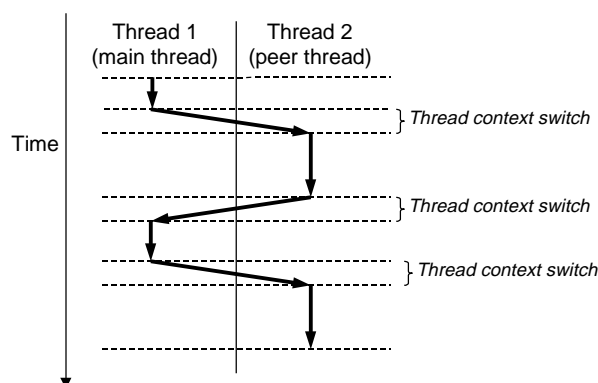 Thread 1
(main thread)
Thread 2
(peer thread)
Time
Thread context switch
Thread context switch
Thread context switch